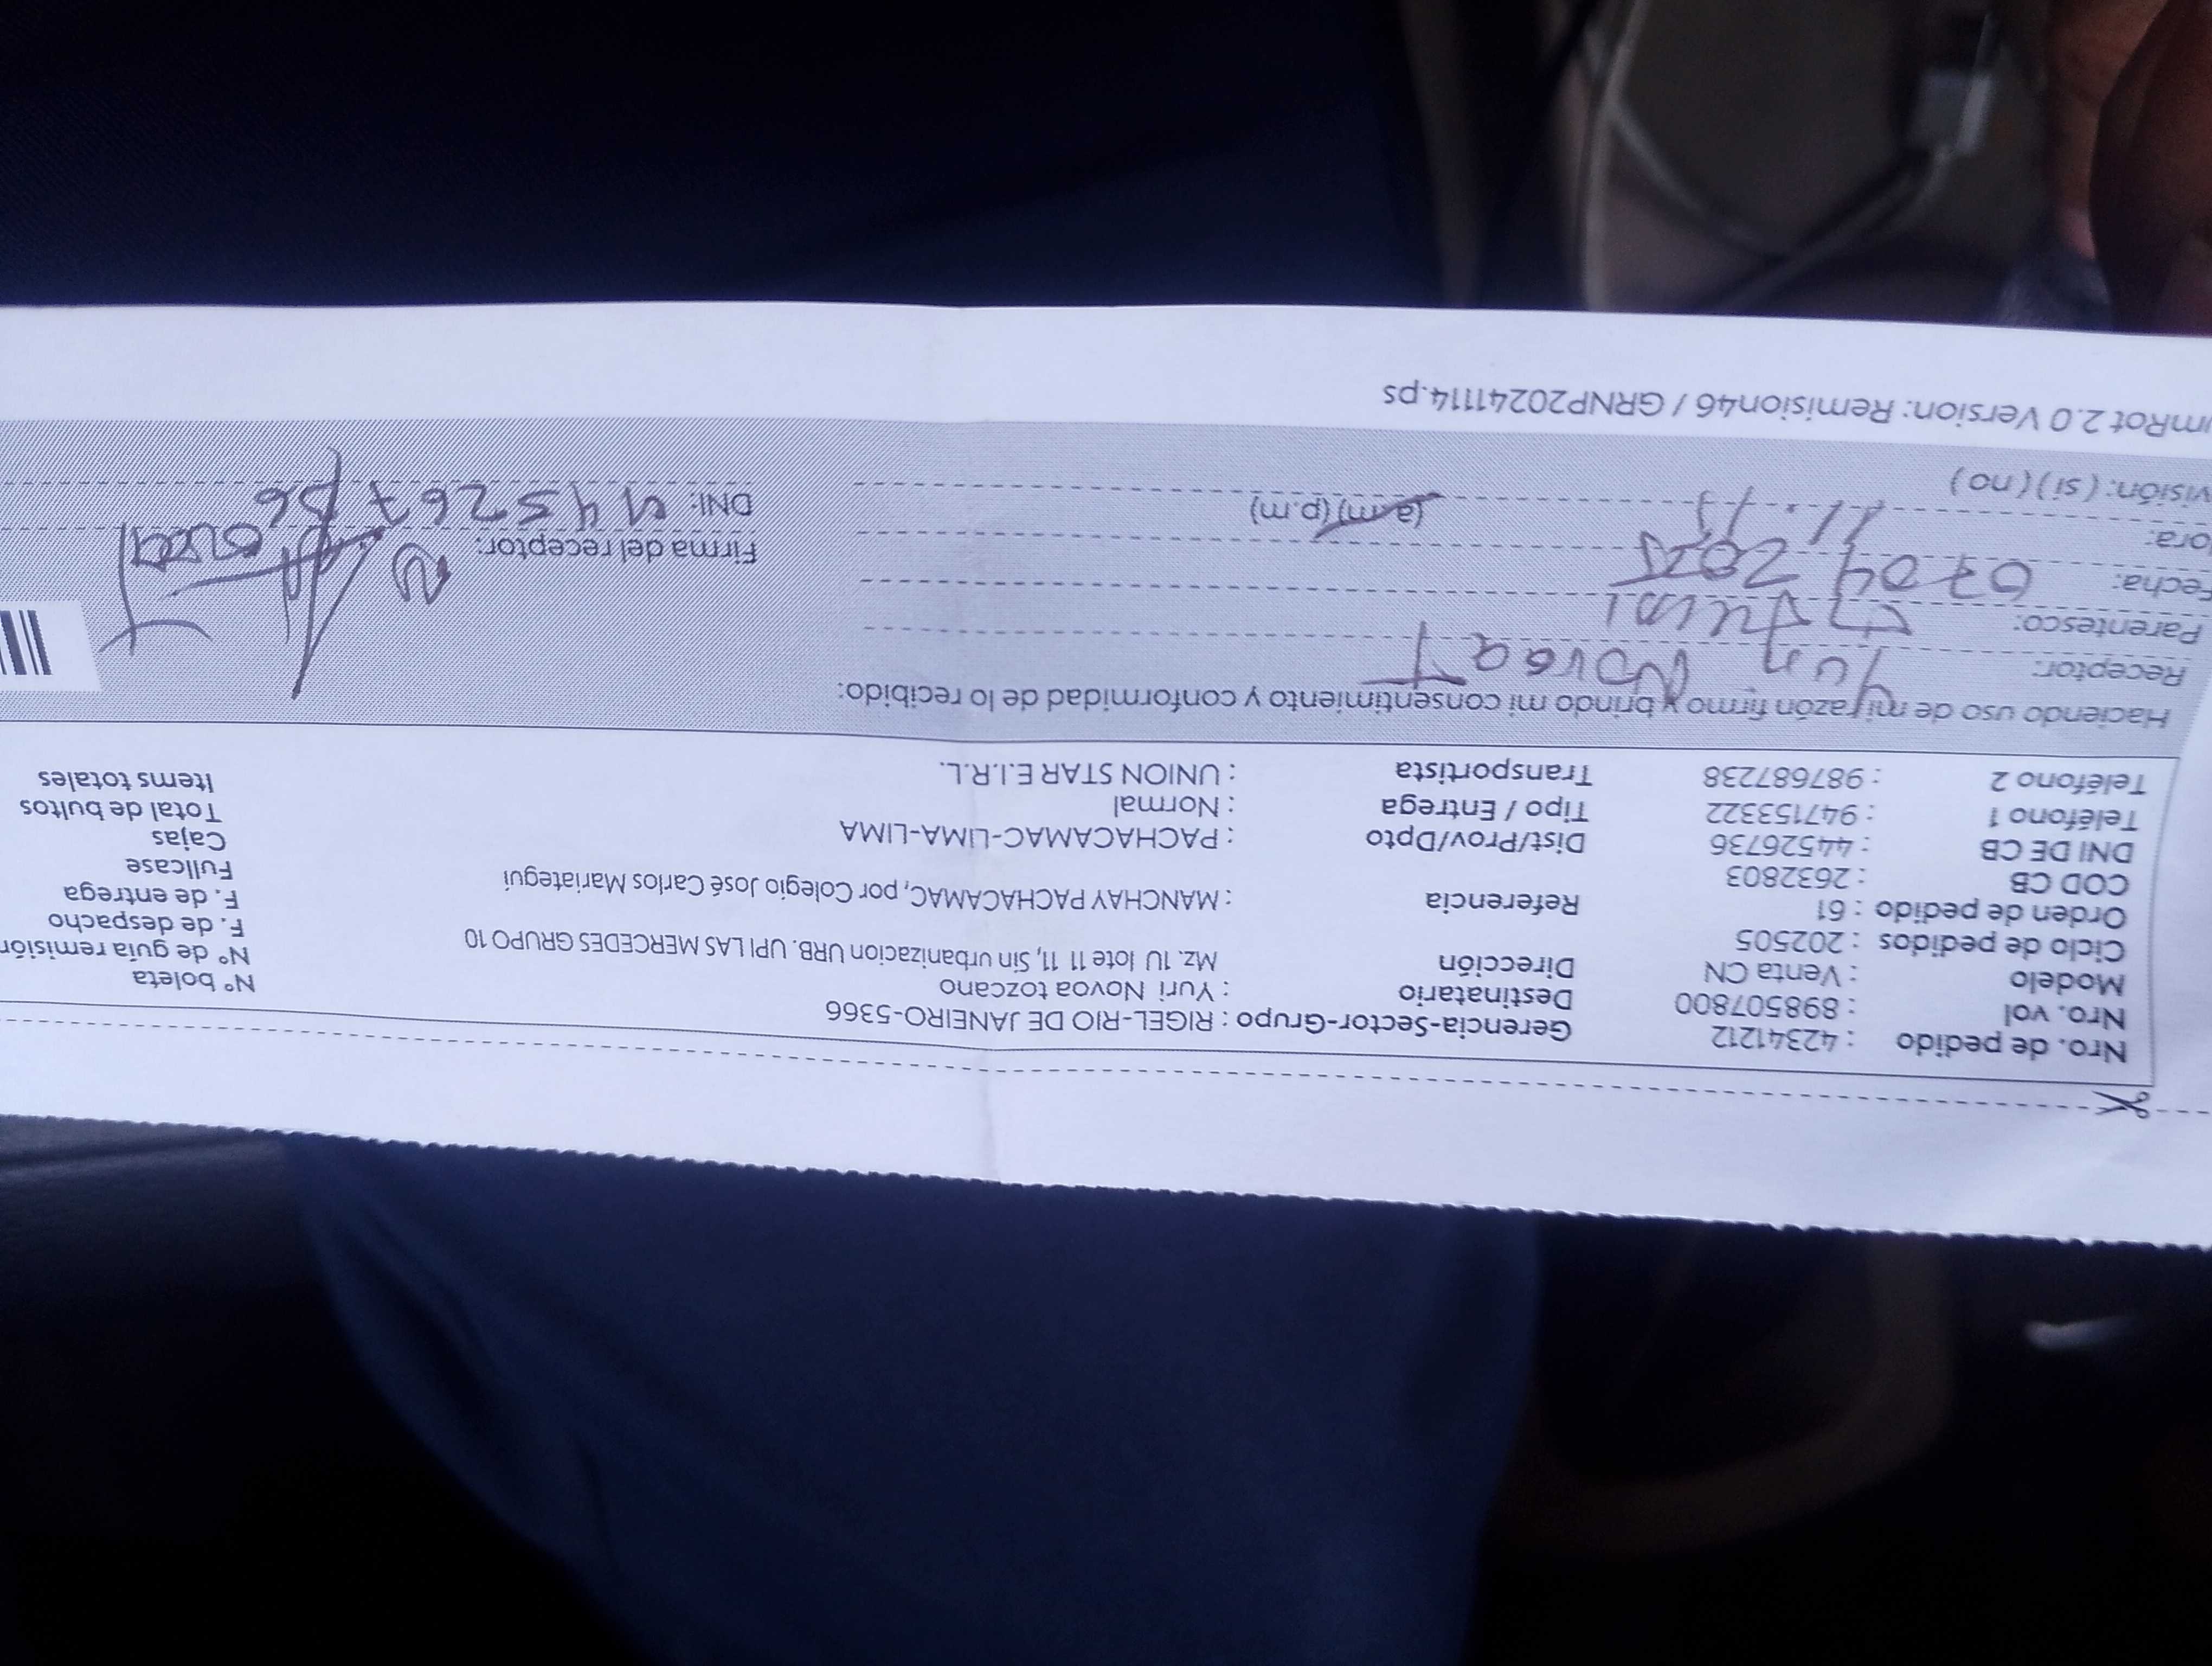 Nro. de pedido : 42341212 Gerencia-Sector-Grupo : RIGEL-RIO DE JANEIRO-5366 N° boleta
Nro. vol : 898507800 Destinatario : Yuri Novoa tozcano N° de guía remisión
Modelo : Venta CN Dirección Mz. 1U lote 11 11, Sin urbanizacion URB. UPI LAS MERCEDES GRUPO 10 F. de despacho
Ciclo de pedidos : 202505 F. de entrega
Orden de pedido : 61 Referencia : MANCHAY PACHACAMAC, por Colegio José Carlos Mariategui Fullcase
COD CB : 2632803 Cajas
DNI DE CB : 44526736 Dist/Prov/Dpto : PACHACAMAC-LIMA-LIMA Total de bultos
Teléfono 1 : 947153322 Tipo / Entrega : Normal Items totales
Teléfono 2 : 987687238 Transportista : UNION STAR E.I.R.L.
Haciendo uso de mi razón firmo y brindo mi consentimiento y conformidad de lo recibido:
Receptor: Yuri Novoa T
Parentesco:
Fecha: 07 04 2025 Firma del receptor:
ora: (a.m) (p.m) DNI:
visión: ( si ) ( no )
mRot 2.0 Version: Remision46 / GRNP20241114.ps